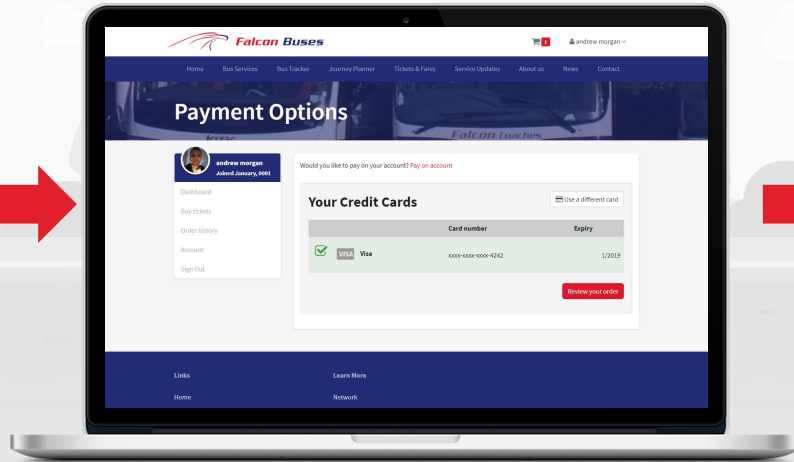 Falcon Buses
1
andrew morgan
Home Bus Services Bus Tracker Journey Planner Tickets & Fares Service Updates About us News Contact
Payment Options
Falcon Coaches
andrew morgan
Joined January, 0001
Would you like to pay on your account? Pay on account
Dashboard
Buy tickets
Order history
Account
Sign Out
Your Credit Cards
Use a different card
Card number Expiry
VISA Visa xxxx-xxxx-xxxx-4242 1/2019
Review your order
Links Learn More
Home Network